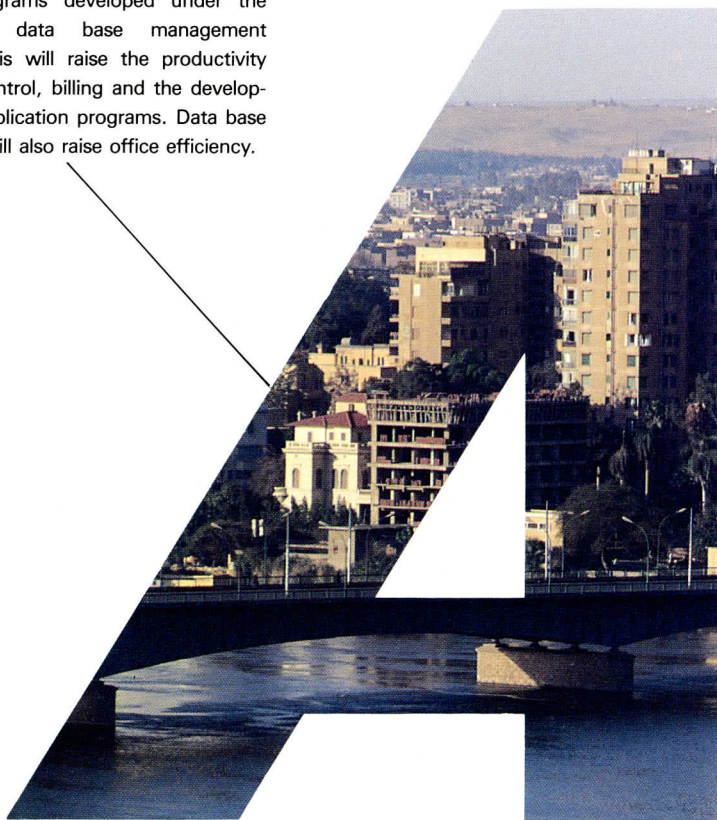 grams developed under the
data base management
is will raise the productivity
ntrol, billing and the develop-
plication programs. Data base
ill also raise office efficiency.
A